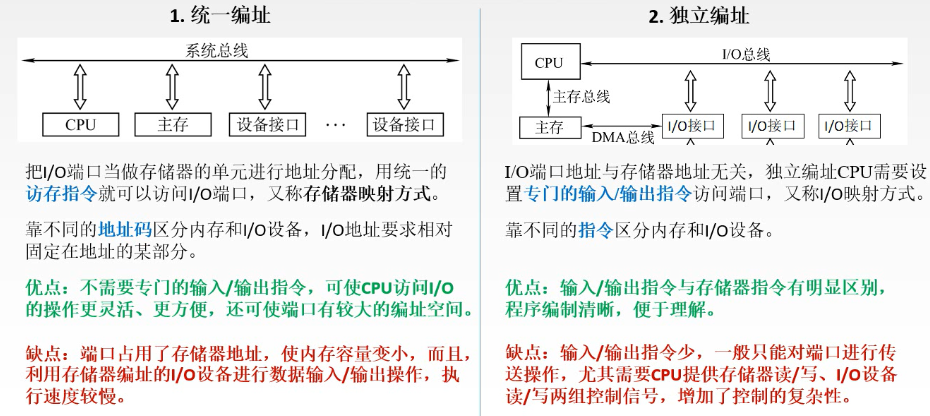 1. 统一编址
系统总线
CPU
主存
设备接口
···
设备接口
把I/O端口当做存储器的单元进行地址分配，用统一的
访存指令就可以访问I/O端口，又称存储器映射方式。
靠不同的地址码区分内存和I/O设备，I/O地址要求相对
固定在地址的某部分。
优点：不需要专门的输入/输出指令，可使CPU访问I/O
的操作更灵活、更方便，还可使端口有较大的编址空间。
缺点：端口占用了存储器地址，使内存容量变小，而且，
利用存储器编址的I/O设备进行数据输入/输出操作，执
行速度较慢。
2. 独立编址
CPU
I/O总线
主存总线
主存
DMA总线
I/O接口
I/O接口
I/O接口
I/O端口地址与存储器地址无关，独立编址CPU需要设
置专门的输入/输出指令访问端口，又称I/O映射方式。
靠不同的指令区分内存和I/O设备。
优点：输入/输出指令与存储器指令有明显区别，
程序编制清晰，便于理解。
缺点：输入/输出指令少，一般只能对端口进行传
送操作，尤其需要CPU提供存储器读/写、I/O设备
读/写两组控制信号，增加了控制的复杂性。